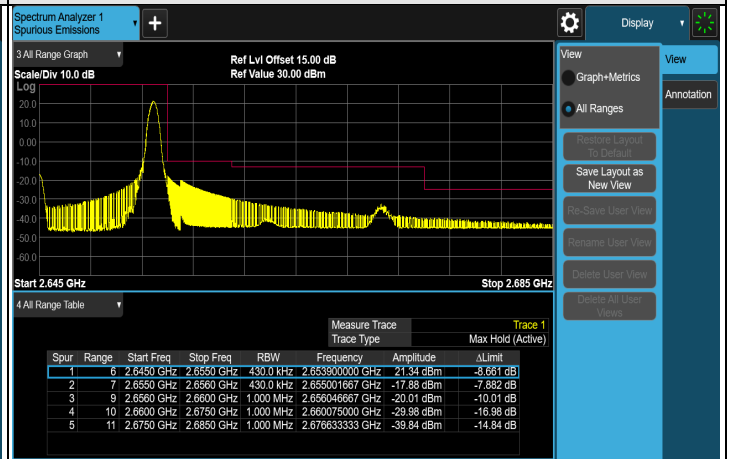 Spectrum Analyzer 1
Spurious Emissions
Display
3 All Range Graph
Ref Lvl Offset 15.00 dB
Scale/Div 10.0 dB
Ref Value 30.00 dBm
Log
20.0
10.0
0.00
-10.0
-20.0
-30.0
-40.0
-50.0
-60.0
Start 2.645 GHz
Stop 2.685 GHz
View
Graph+Metrics
All Ranges
Restore Layout
To Default
Save Layout as
New View
Re-Save User View
Rename User View
Delete User View
Delete All User
Views
View
Annotation
4 All Range Table
Measure Trace Trace 1
Trace Type Max Hold (Active)
Spur Range Start Freq Stop Freq RBW Frequency Amplitude ΔLimit
1 6 2.6450 GHz 2.6550 GHz 430.0 kHz 2.653900000 GHz 21.34 dBm -8.661 dB
2 7 2.6550 GHz 2.6560 GHz 430.0 kHz 2.655001667 GHz -17.88 dBm -7.882 dB
3 9 2.6560 GHz 2.6600 GHz 1.000 MHz 2.656046667 GHz -20.01 dBm -10.01 dB
4 10 2.6600 GHz 2.6750 GHz 1.000 MHz 2.660075000 GHz -29.98 dBm -16.98 dB
5 11 2.6750 GHz 2.6850 GHz 1.000 MHz 2.676633333 GHz -39.84 dBm -14.84 dB